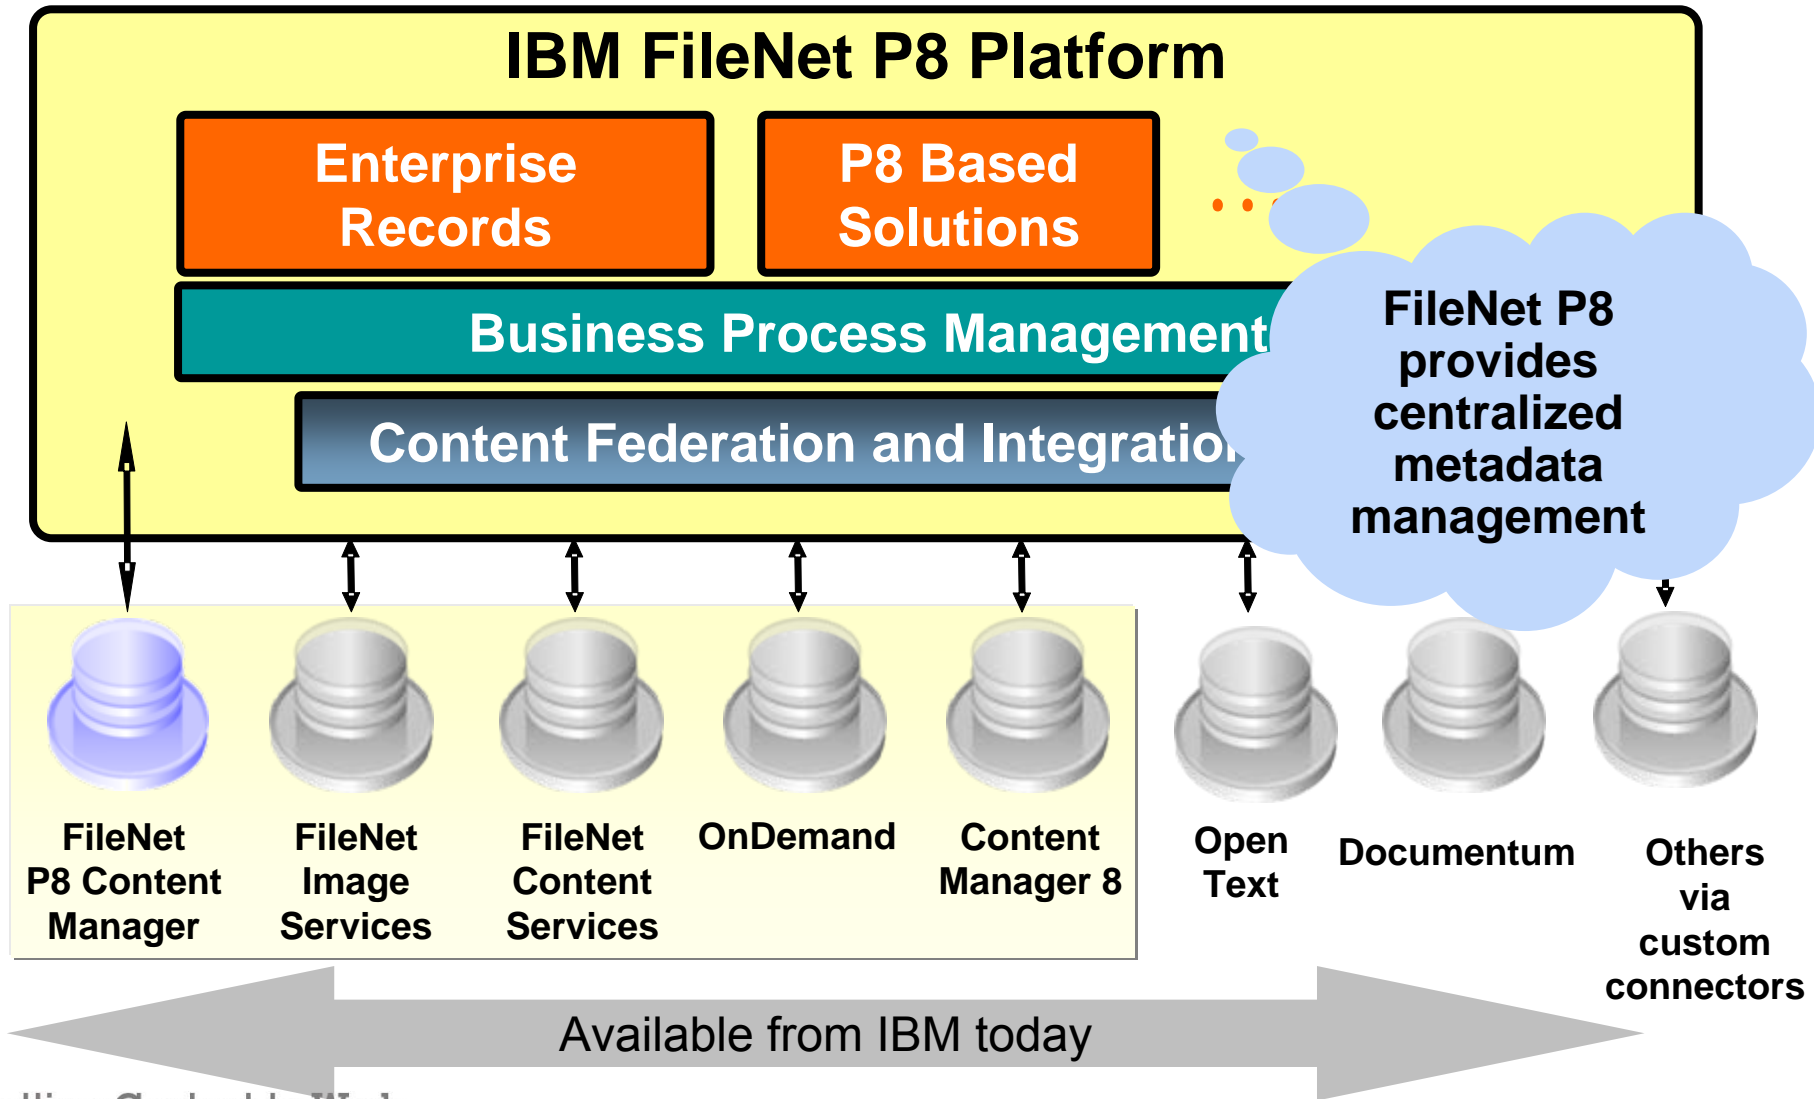 IBM FileNet P8 Platform
Enterprise
Records
P8 Based
Solutions
Business Process Management
Content Federation and Integration
FileNet P8
provides
centralized
metadata
management
FileNet
P8 Content
Manager
FileNet
Image
Services
FileNet
Content
Services
OnDemand
Content
Manager 8
Open
Text
Documentum
Others
via
custom
connectors
Available from IBM today